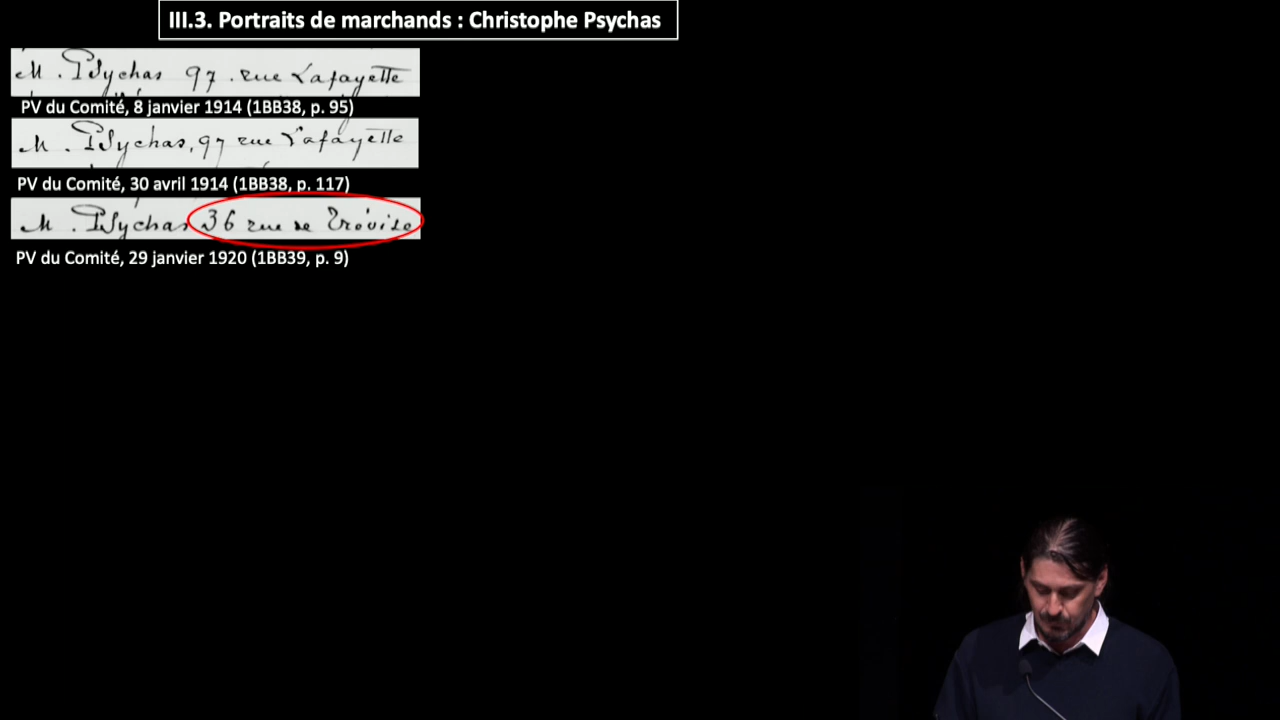 III.3. Portraits de marchands : Christophe Psychas
M. Psychas 97. rue Lafayette
PV du Comité, 8 janvier 1914 (1BB38, p. 95)
M. Psychas, 97 rue Lafayette
PV du Comité, 30 avril 1914 (1BB38, p. 117)
M. Psychas 36 rue de Trévise
PV du Comité, 29 janvier 1920 (1BB39, p. 9)